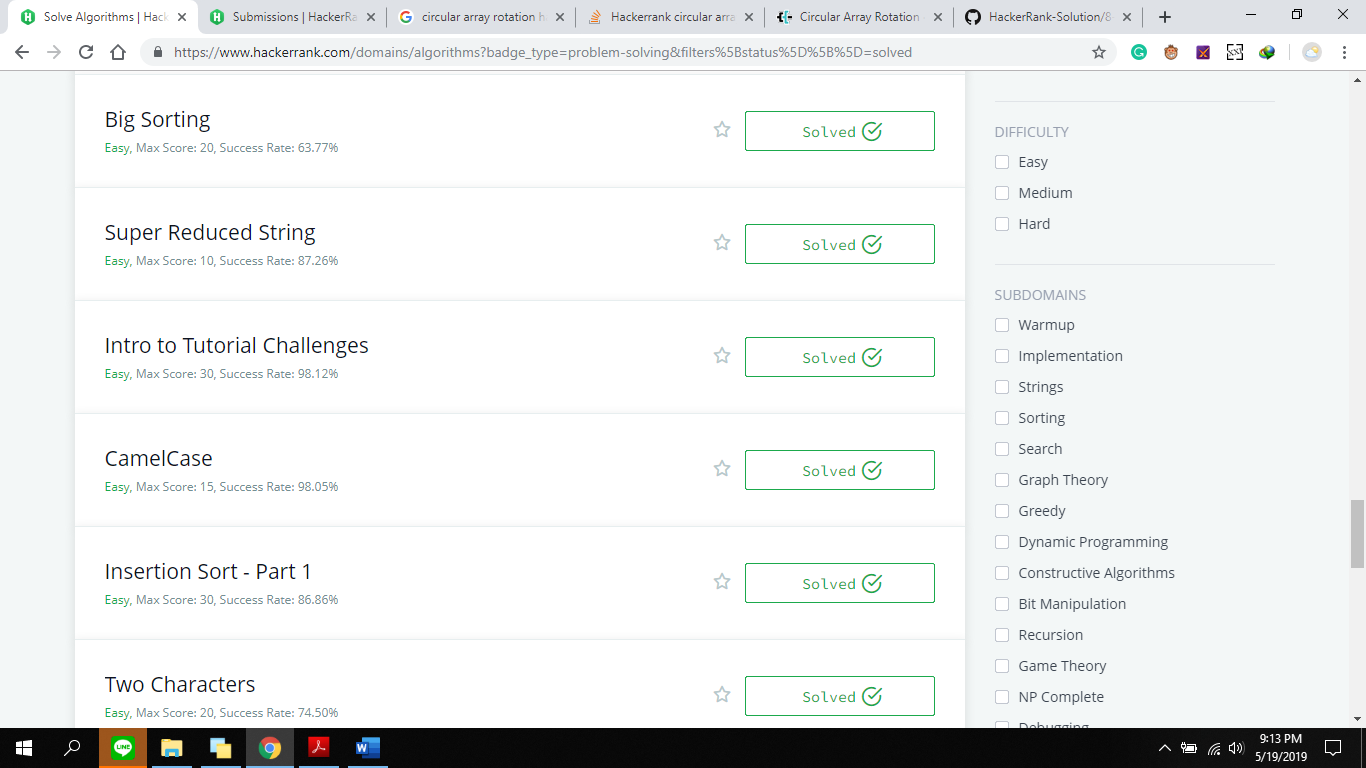 Solve Algorithms | Hack
Submissions | HackerRa
circular array rotation h
Hackerrank circular arra
Circular Array Rotation
HackerRank-Solution/8
https://www.hackerrank.com/domains/algorithms?badge_type=problem-solving&filters%5Bstatus%5D%5B%5D=solved
Big Sorting
Easy, Max Score: 20, Success Rate: 63.77%
Solved
Super Reduced String
Easy, Max Score: 10, Success Rate: 87.26%
Solved
Intro to Tutorial Challenges
Easy, Max Score: 30, Success Rate: 98.12%
Solved
CamelCase
Easy, Max Score: 15, Success Rate: 98.05%
Solved
Insertion Sort - Part 1
Easy, Max Score: 30, Success Rate: 86.86%
Solved
Two Characters
Easy, Max Score: 20, Success Rate: 74.50%
Solved
DIFFICULTY
Easy
Medium
Hard
SUBDOMAINS
Warmup
Implementation
Strings
Sorting
Search
Graph Theory
Greedy
Dynamic Programming
Constructive Algorithms
Bit Manipulation
Recursion
Game Theory
NP Complete
Debugging
LINE
9:13 PM
5/19/2019